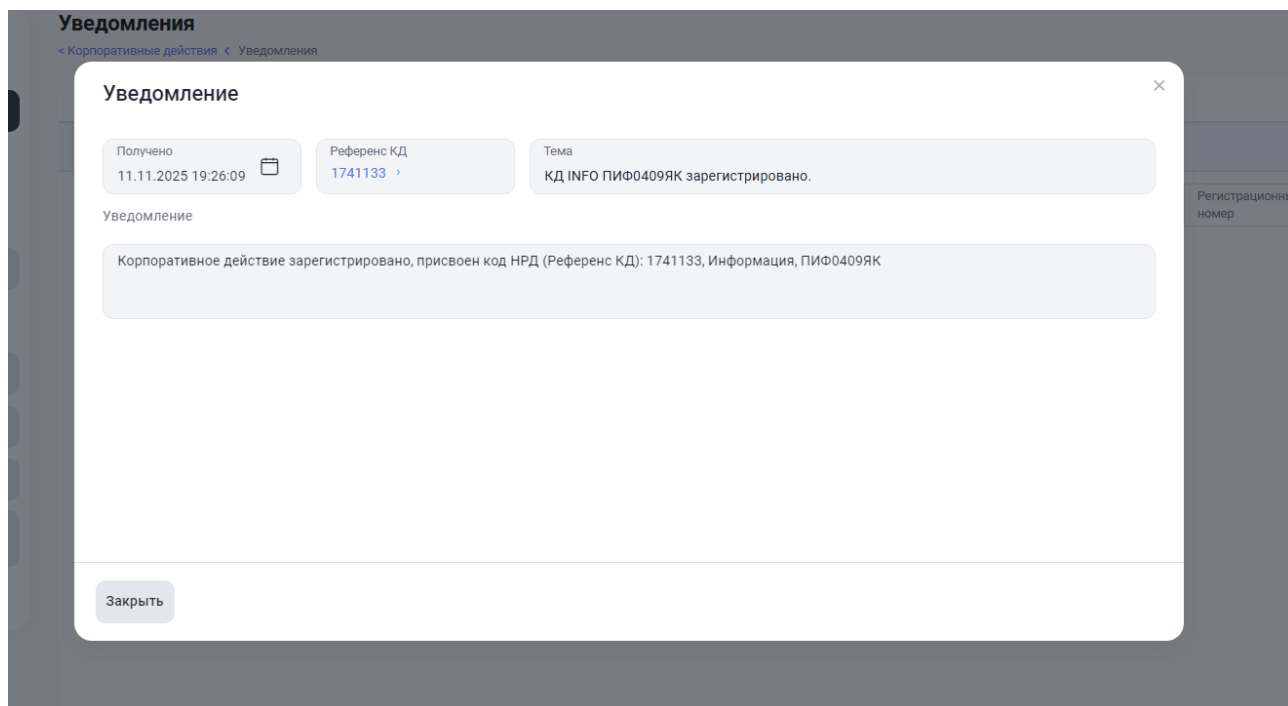 Уведомления
< Корпоративные действия < Уведомления
Уведомление
Получено
11.11.2025 19:26:09
Референс КД
1741133 ›
Тема
КД INFO ПИФ0409ЯК зарегистрировано.
Уведомление
Корпоративное действие зарегистрировано, присвоен код НРД (Референс КД): 1741133, Информация, ПИФ0409ЯК
Регистрационны
номер
Закрыть